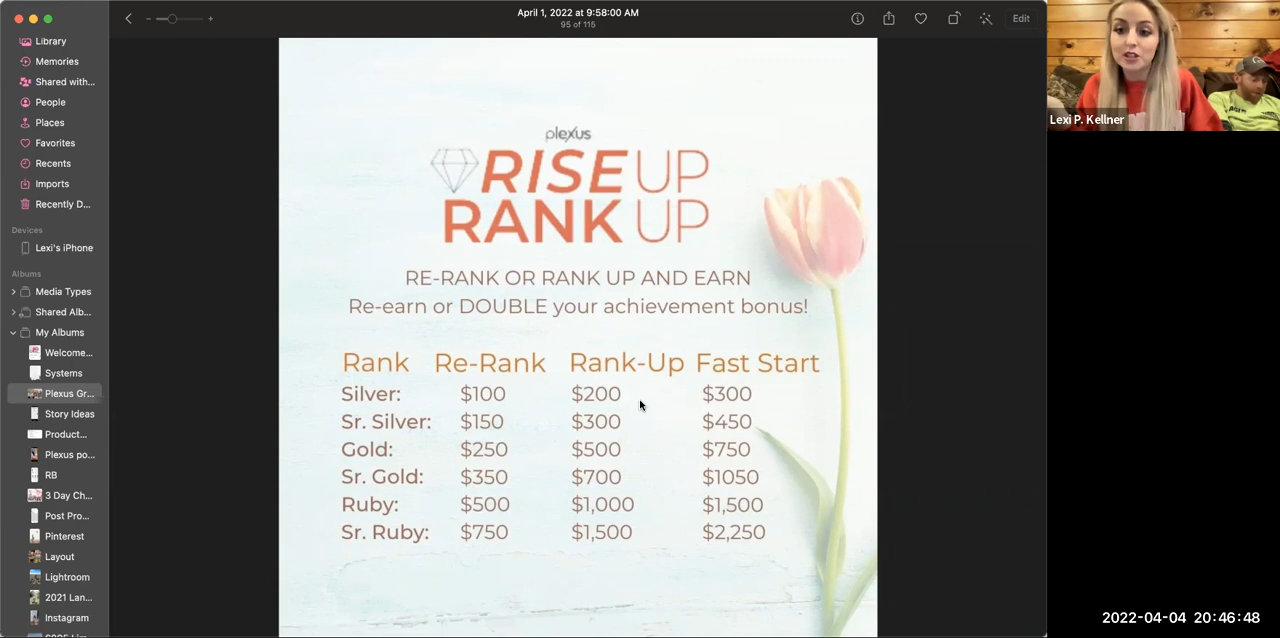 April 1, 2022 at 9:58:00 AM
95 of 115
Edit
Library
Memories
Shared with...
People
Places
Favorites
Recents
Imports
Recently D...
Devices
Lexi's iPhone
Albums
Media Types
Shared Alb...
My Albums
Welcome...
Systems
Plexus Gr...
Story Ideas
Product...
Plexus po...
RB
3 Day Ch...
Post Pro...
Pinterest
Layout
Lightroom
2021 Lan...
Instagram
plexus
RISE UP
RANK UP
RE-RANK OR RANK UP AND EARN
Re-earn or DOUBLE your achievement bonus!
Rank Re-Rank Rank-Up Fast Start
Silver: $100 $200 $300
Sr. Silver: $150 $300 $450
Gold: $250 $500 $750
Sr. Gold: $350 $700 $1050
Ruby: $500 $1,000 $1,500
Sr. Ruby: $750 $1,500 $2,250
Lexi P. Kellner
2022-04-04 20:46:48